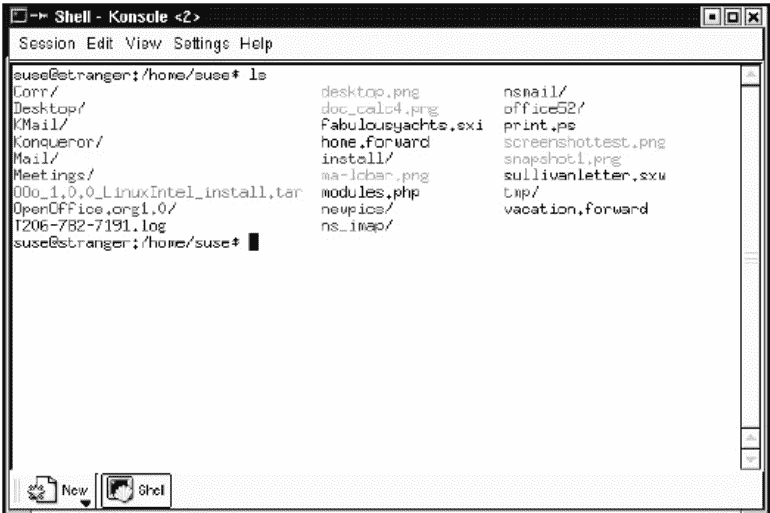 Shell - Konsole <2>
Session Edit View Settings Help
suse@stranger:/home/suse# ls
Corr/ desktop.png nsmail/
Desktop/ doc_calc4.png office52/
KMail/ fabulousyachts.sxi print.ps
Konqueror/ home.forward screenshottest.png
Mail/ install/ snapshot1.png
Meetings/ ma-lcbar.png sullivanletter.sxw
OOo_1.0.0_LinuxIntel_install.tar modules.php tmp/
OpenOffice.org1.0/ newpics/ vacation.forward
T206-782-7191.log ns_imap/
suse@stranger:/home/suse#
New Shell